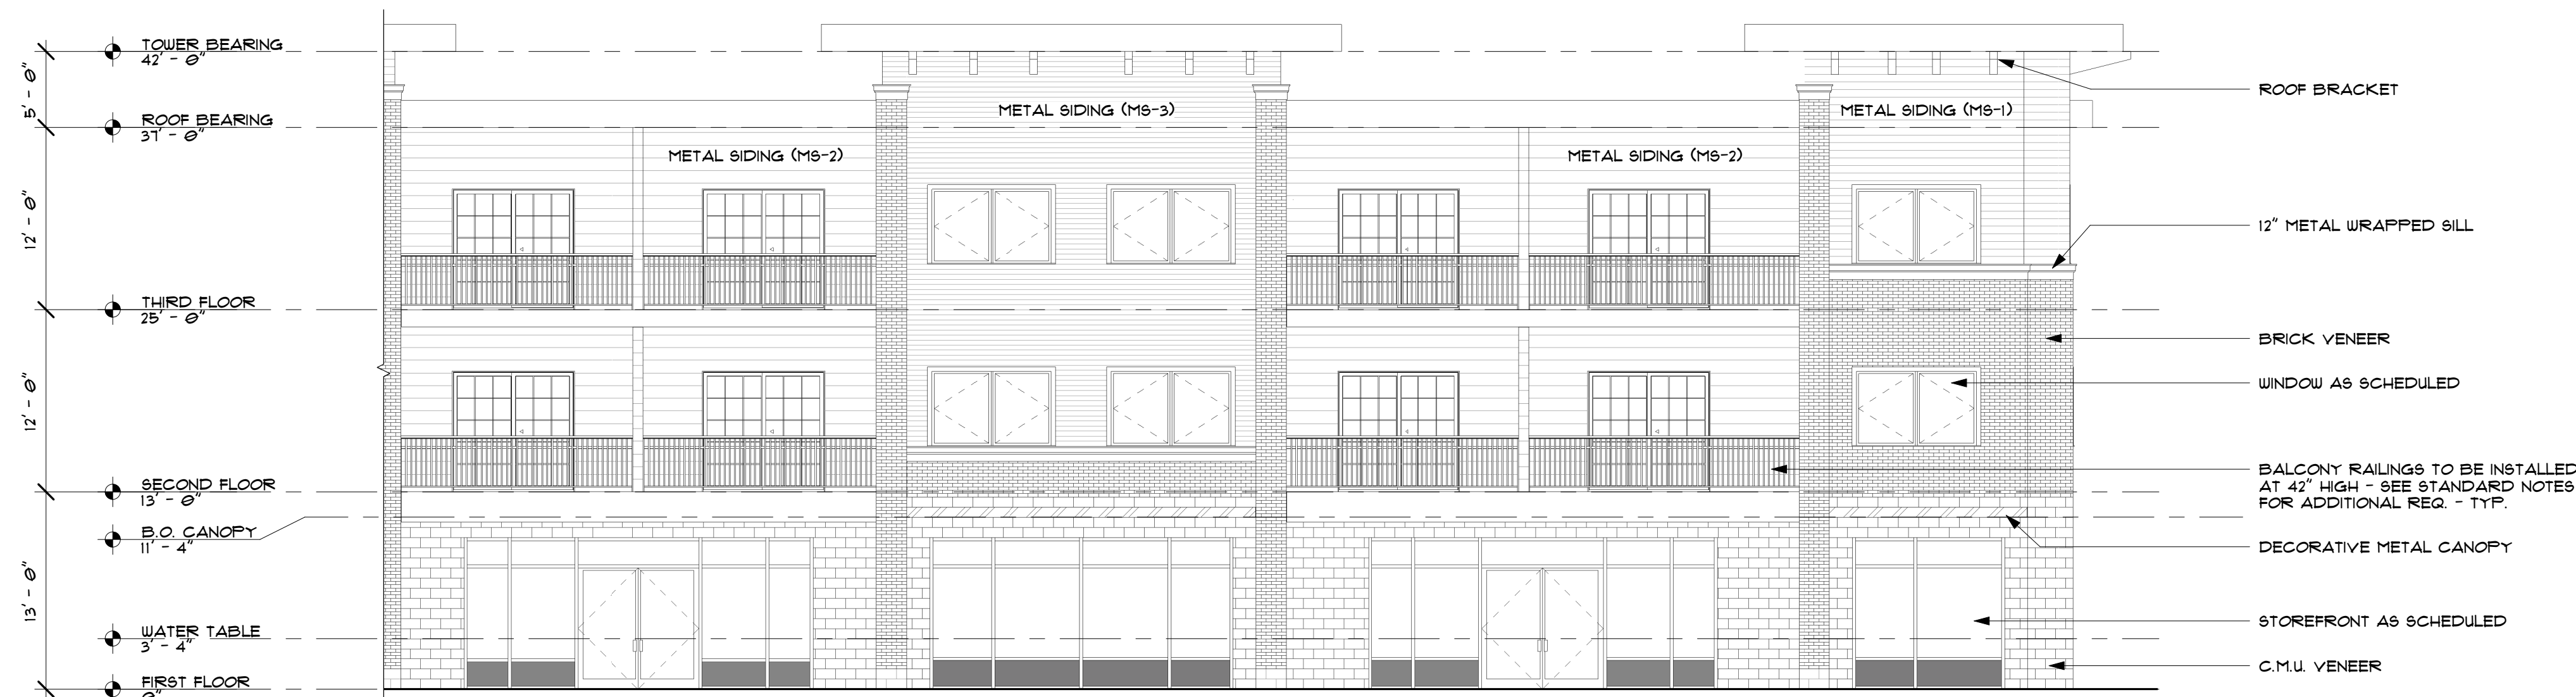 TOWER BEARING
42' - 0"
5' - 0"
ROOF BEARING
37' - 0"
12' - 0"
THIRD FLOOR
25' - 0"
12' - 0"
SECOND FLOOR
13' - 0"
B.O. CANOPY
11' - 4"
13' - 0"
WATER TABLE
3' - 4"
FIRST FLOOR
0"
METAL SIDING (MS-2)
METAL SIDING (MS-3)
METAL SIDING (MS-2)
METAL SIDING (MS-1)
ROOF BRACKET
12" METAL WRAPPED SILL
BRICK VENEER
WINDOW AS SCHEDULED
BALCONY RAILINGS TO BE INSTALLED
AT 42" HIGH - SEE STANDARD NOTES
FOR ADDITIONAL REQ. - TYP.
DECORATIVE METAL CANOPY
STOREFRONT AS SCHEDULED
C.M.U. VENEER